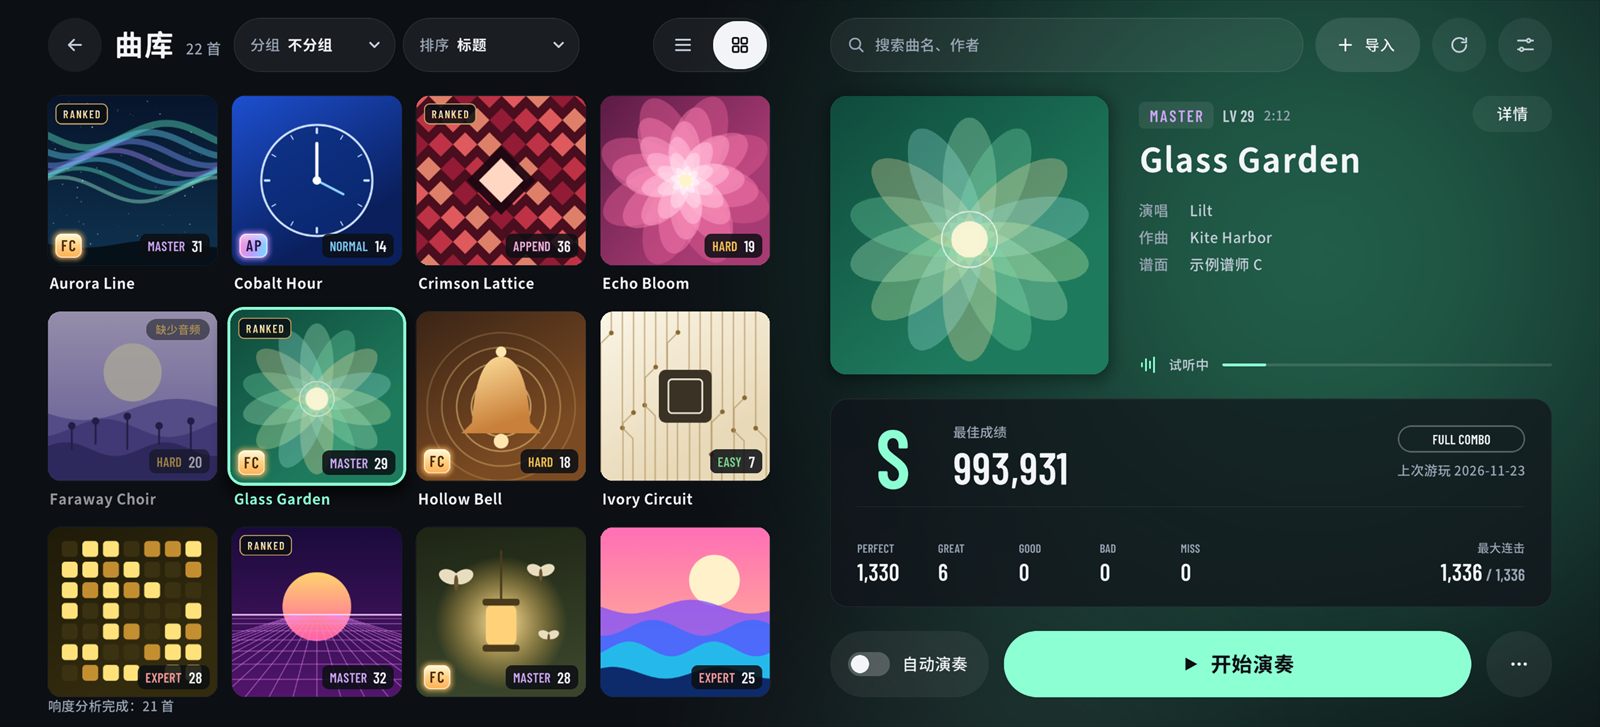 曲库 22 首 分组 不分组 排序 标题
RANKED
FC MASTER 31
Aurora Line
AP NORMAL 14
Cobalt Hour
RANKED
APPEND 36
Crimson Lattice
HARD 19
Echo Bloom
缺少音频
HARD 20
Faraway Choir
RANKED
FC MASTER 29
Glass Garden
FC HARD 18
Hollow Bell
EASY 7
Ivory Circuit
EXPERT 28
RANKED
MASTER 32
FC MASTER 28
EXPERT 25
响度分析完成：21 首
搜索曲名、作者 导入
MASTER LV 29 2:12 详情
Glass Garden
演唱 Lilt
作曲 Kite Harbor
谱面 示例谱师 C
试听中
S 最佳成绩 FULL COMBO
993,931 上次游玩 2026-11-23
PERFECT GREAT GOOD BAD MISS 最大连击
1,330 6 0 0 0 1,336 / 1,336
自动演奏 开始演奏